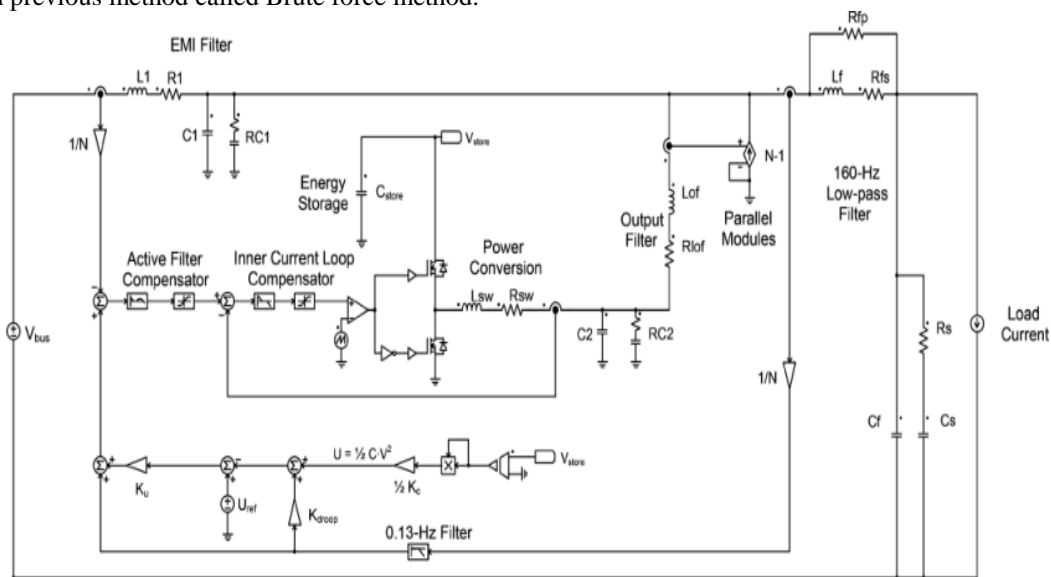 n previous method called Brute force method.
Rfp
EMI Filter
L1 R1
Lf Rfs
1/N
C1
RC1
Vstore
N-1
Energy
Storage
Cstore
160-Hz
Low-pass
Filter
Lof
Output
Filter
Parallel
Modules
Rlof
Active Filter
Compensator
Inner Current Loop
Compensator
Power
Conversion
Lsw Rsw
Vbus
C2
RC2
Rs
Load
Current
1/N
Cf
Cs
U = ½ C·V²
Vstore
Ku
½ Kc
Uref
Kdroop
0.13-Hz Filter